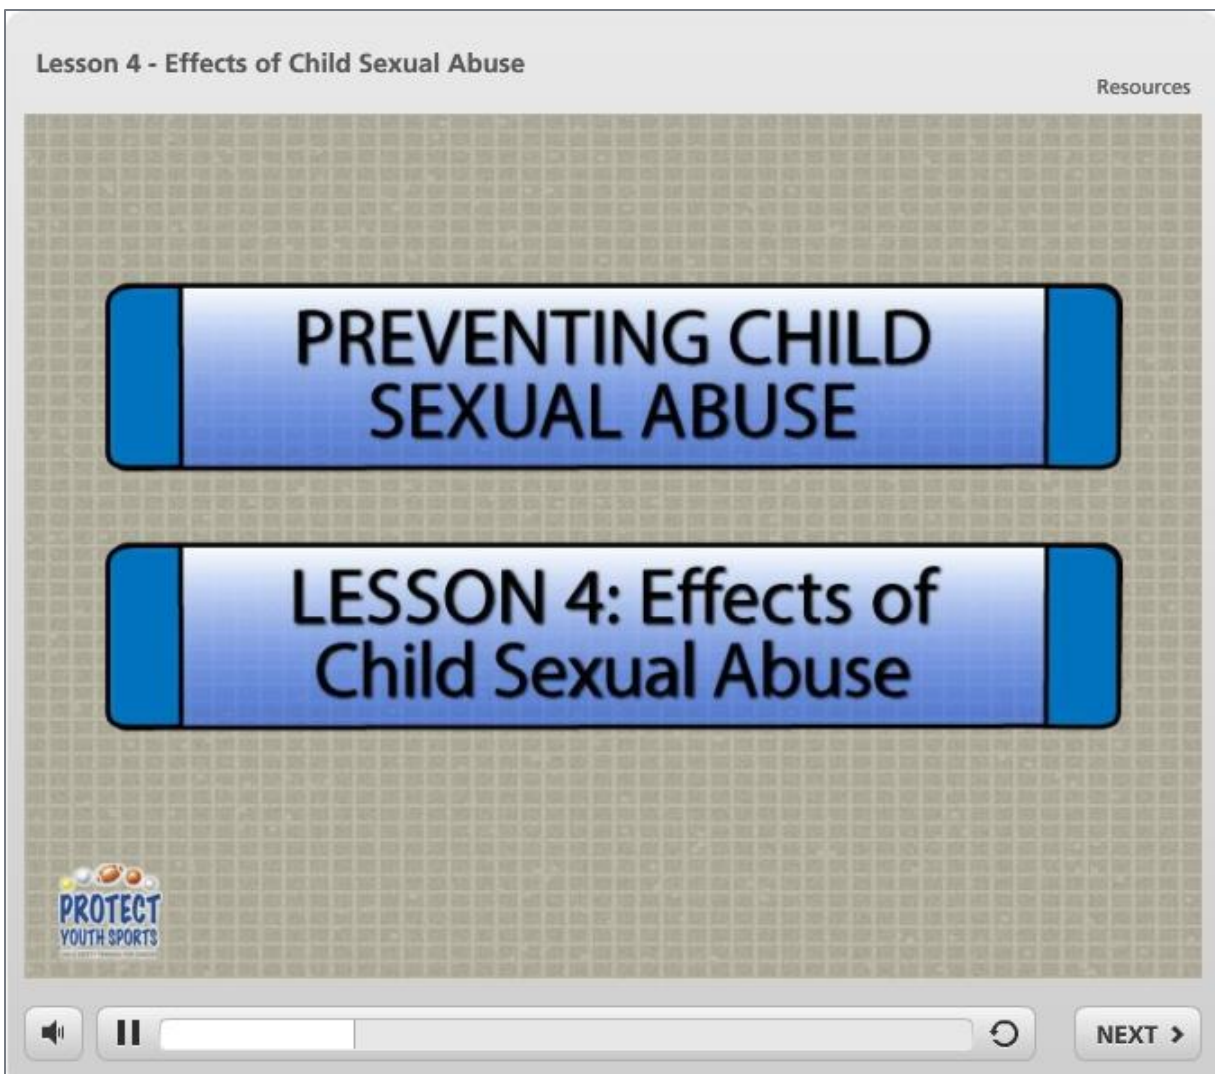 Lesson 4 - Effects of Child Sexual Abuse
Resources
PREVENTING CHILD
SEXUAL ABUSE
LESSON 4: Effects of
Child Sexual Abuse
PROTECT
YOUTH SPORTS
NEXT